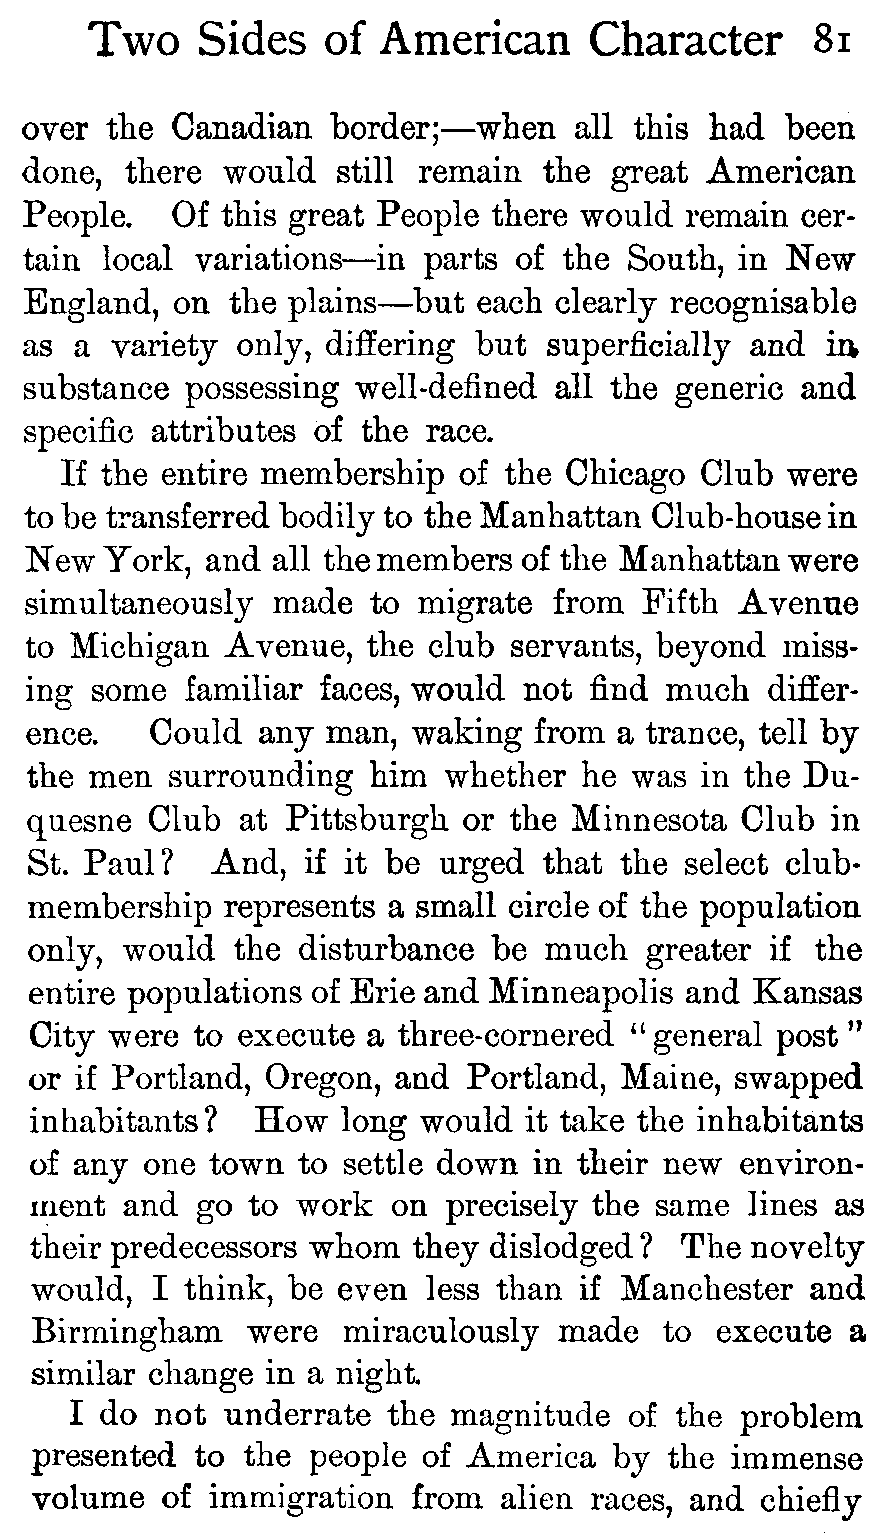 Two Sides of American Character 81
over the Canadian border;—when all this had been
done, there would still remain the great American
People. Of this great People there would remain cer-
tain local variations—in parts of the South, in New
England, on the plains—but each clearly recognisable
as a variety only, differing but superficially and in
substance possessing well-defined all the generic and
specific attributes of the race.
If the entire membership of the Chicago Club were
to be transferred bodily to the Manhattan Club-house in
New York, and all the members of the Manhattan were
simultaneously made to migrate from Fifth Avenue
to Michigan Avenue, the club servants, beyond miss-
ing some familiar faces, would not find much differ-
ence. Could any man, waking from a trance, tell by
the men surrounding him whether he was in the Du-
quesne Club at Pittsburgh or the Minnesota Club in
St. Paul? And, if it be urged that the select club-
membership represents a small circle of the population
only, would the disturbance be much greater if the
entire populations of Erie and Minneapolis and Kansas
City were to execute a three-cornered "general post"
or if Portland, Oregon, and Portland, Maine, swapped
inhabitants? How long would it take the inhabitants
of any one town to settle down in their new environ-
ment and go to work on precisely the same lines as
their predecessors whom they dislodged? The novelty
would, I think, be even less than if Manchester and
Birmingham were miraculously made to execute a
similar change in a night.
I do not underrate the magnitude of the problem
presented to the people of America by the immense
volume of immigration from alien races, and chiefly